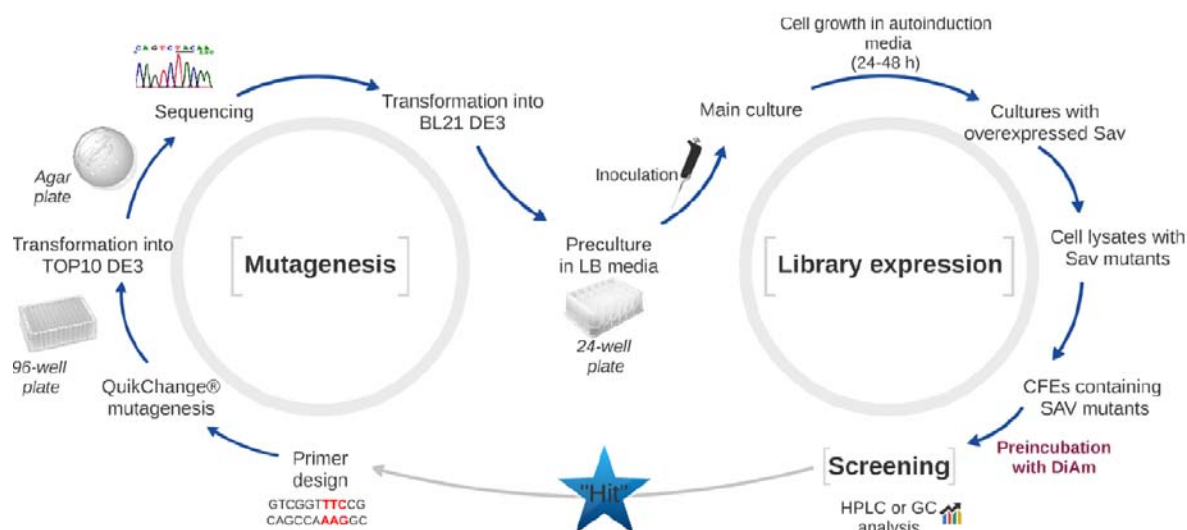 CAGTCTACAA
Sequencing
Transformation into
BL21 DE3
Agar
plate
Transformation into
TOP10 DE3
[Mutagenesis]
96-well
plate
QuikChange®
mutagenesis
Primer
design
GTCGGTTTCCG
CAGCCAAAGGC
Preculture
in LB media
24-well
plate
Inoculation
Main culture
Cell growth in autoinduction
media
(24-48 h)
Cultures with
overexpressed Sav
[Library expression]
Cell lysates with
Sav mutants
CFEs containing
SAV mutants
Preincubation
with DiAm
[Screening]
HPLC or GC
analysis
"Hit"